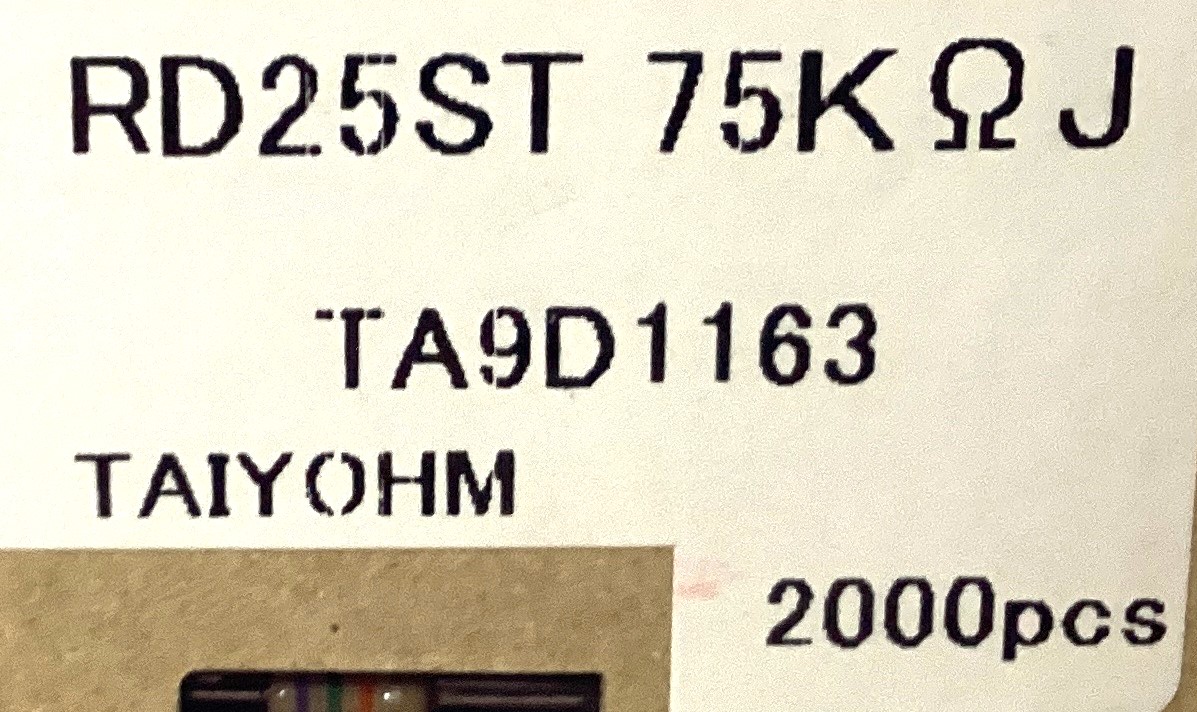 RD25ST 75KΩJ
TA9D1163
TAIYOHM
2000pcs